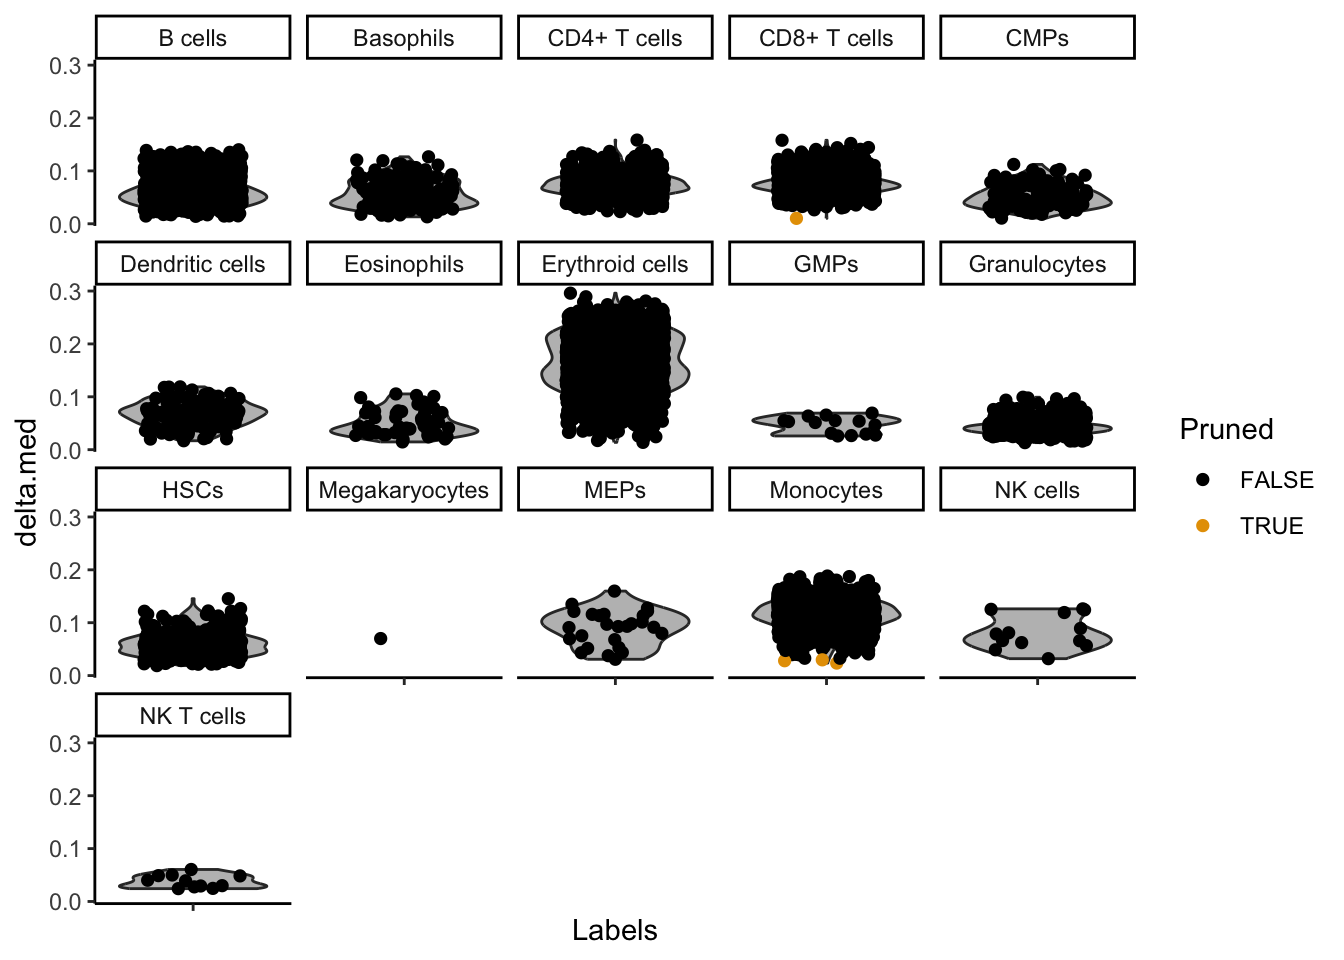 B cells Basophils CD4+ T cells CD8+ T cells CMPs
0.3
0.2
0.1
0.0
Dendritic cells Eosinophils Erythroid cells GMPs Granulocytes
0.3
0.2
0.1
0.0
HSCs Megakaryocytes MEPs Monocytes NK cells
0.3
0.2
0.1
0.0
NK T cells
0.3
0.2
0.1
0.0
delta.med
Labels
Pruned
FALSE
TRUE